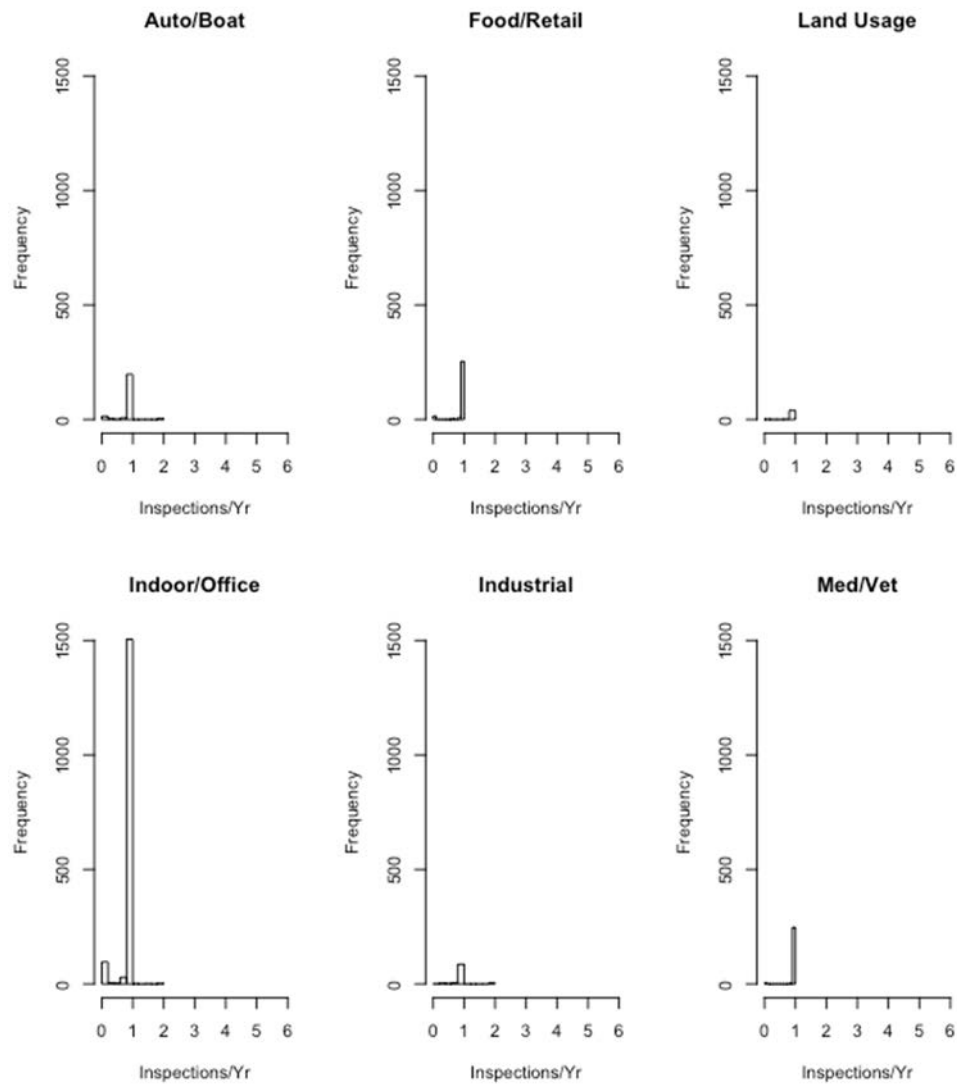 Auto/Boat
Food/Retail
Land Usage
Frequency
0
500
1000
1500
0 1 2 3 4 5 6
Inspections/Yr
Frequency
0
500
1000
1500
0 1 2 3 4 5 6
Inspections/Yr
Frequency
0
500
1000
1500
0 1 2 3 4 5 6
Inspections/Yr
Indoor/Office
Industrial
Med/Vet
Frequency
0
500
1000
1500
0 1 2 3 4 5 6
Inspections/Yr
Frequency
0
500
1000
1500
0 1 2 3 4 5 6
Inspections/Yr
Frequency
0
500
1000
1500
0 1 2 3 4 5 6
Inspections/Yr